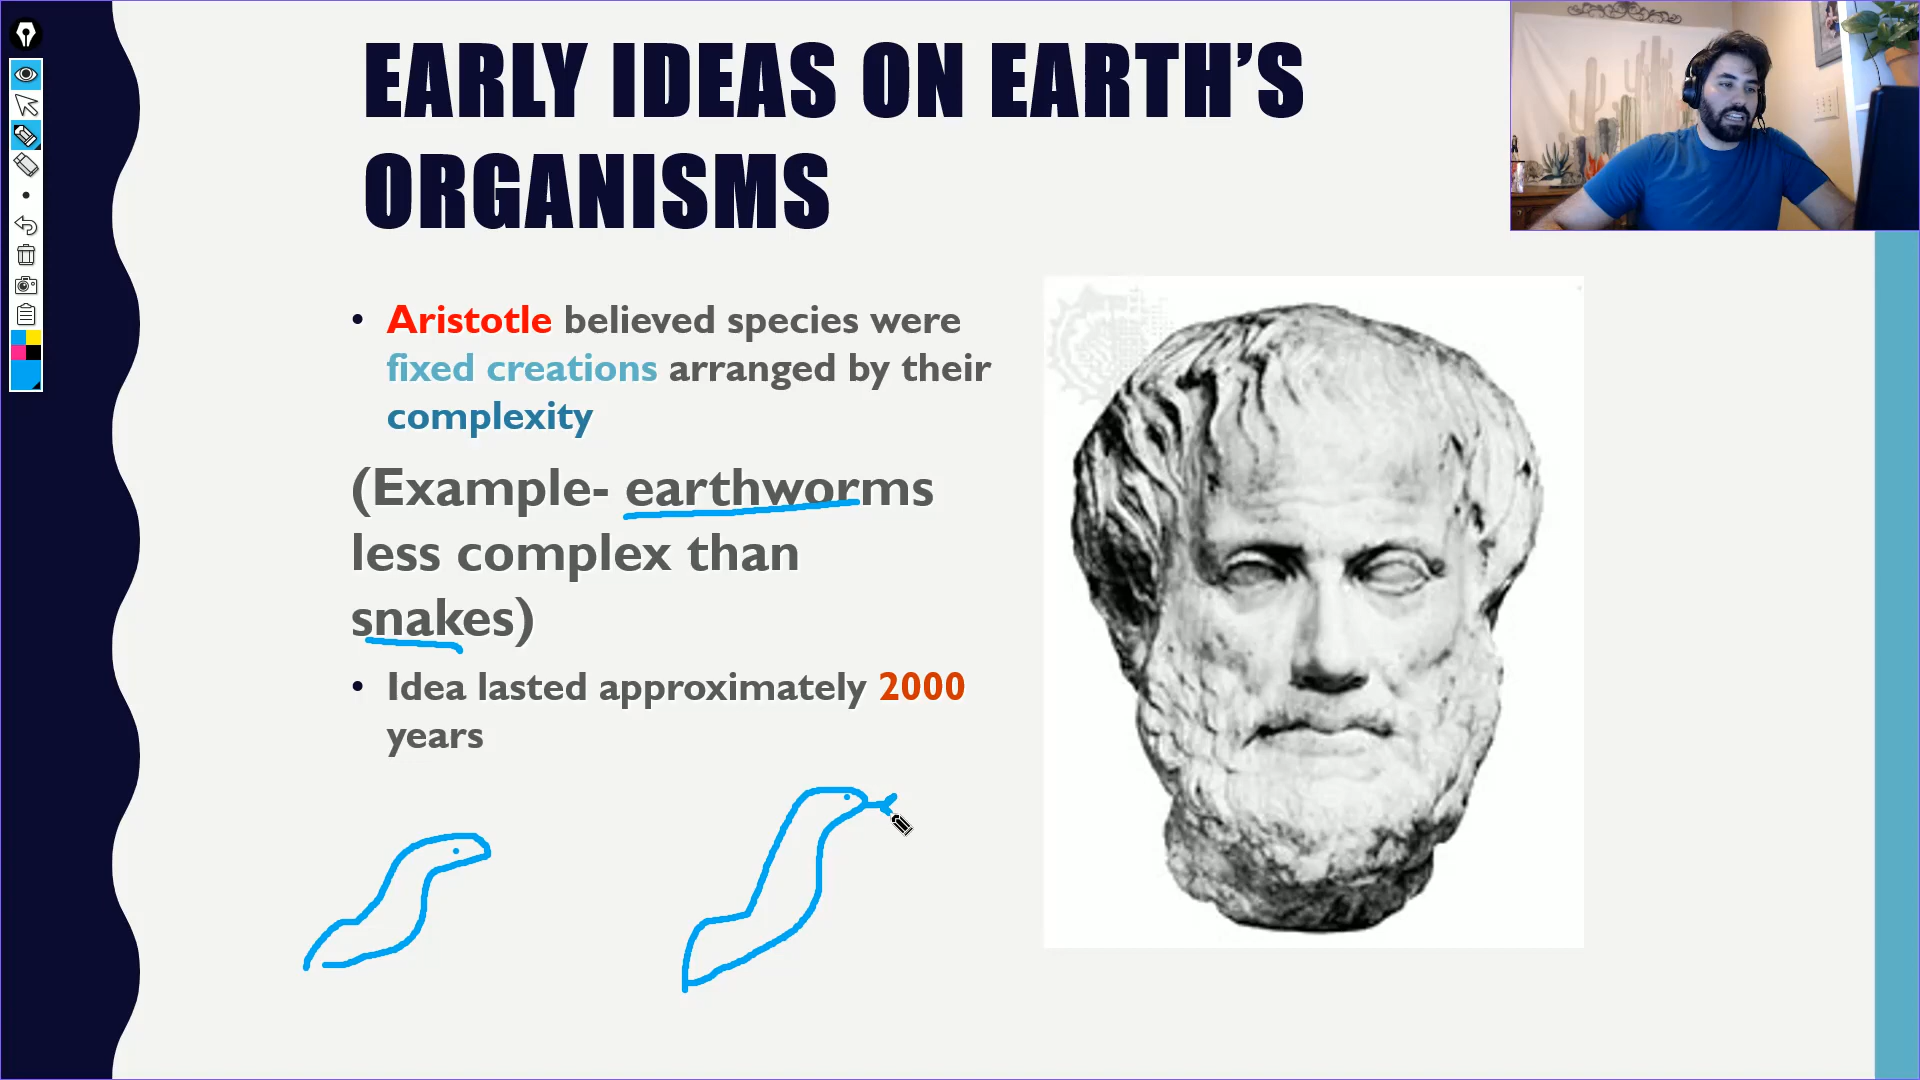 EARLY IDEAS ON EARTH’S
ORGANISMS
• Aristotle believed species were
fixed creations arranged by their
complexity
(Example- earthworms
less complex than
snakes)
• Idea lasted approximately 2000
years